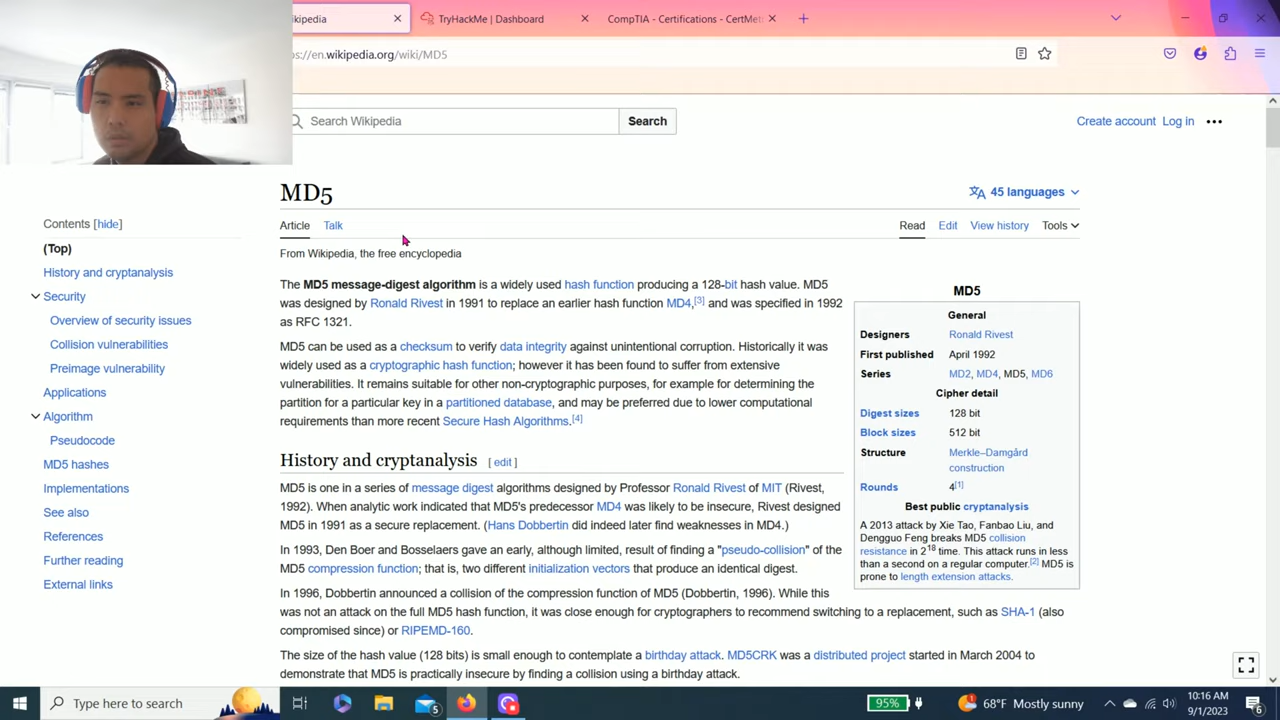 ikipedia
TryHackMe | Dashboard
CompTIA - Certifications - CertMet
s://en.wikipedia.org/wiki/MD5
Search Wikipedia
Search
Create account Log in
MD5
45 languages
Article Talk
Read Edit View history Tools
From Wikipedia, the free encyclopedia
Contents [hide]
(Top)
History and cryptanalysis
Security
Overview of security issues
Collision vulnerabilities
Preimage vulnerability
Applications
Algorithm
Pseudocode
MD5 hashes
Implementations
See also
References
Further reading
External links
The MD5 message-digest algorithm is a widely used hash function producing a 128-bit hash value. MD5
was designed by Ronald Rivest in 1991 to replace an earlier hash function MD4,[3] and was specified in 1992
as RFC 1321.
MD5 can be used as a checksum to verify data integrity against unintentional corruption. Historically it was
widely used as a cryptographic hash function; however it has been found to suffer from extensive
vulnerabilities. It remains suitable for other non-cryptographic purposes, for example for determining the
partition for a particular key in a partitioned database, and may be preferred due to lower computational
requirements than more recent Secure Hash Algorithms.[4]
History and cryptanalysis [ edit ]
MD5 is one in a series of message digest algorithms designed by Professor Ronald Rivest of MIT (Rivest,
1992). When analytic work indicated that MD5's predecessor MD4 was likely to be insecure, Rivest designed
MD5 in 1991 as a secure replacement. (Hans Dobbertin did indeed later find weaknesses in MD4.)
In 1993, Den Boer and Bosselaers gave an early, although limited, result of finding a "pseudo-collision" of the
MD5 compression function; that is, two different initialization vectors that produce an identical digest.
In 1996, Dobbertin announced a collision of the compression function of MD5 (Dobbertin, 1996). While this
was not an attack on the full MD5 hash function, it was close enough for cryptographers to recommend switching to a replacement, such as SHA-1 (also
compromised since) or RIPEMD-160.
The size of the hash value (128 bits) is small enough to contemplate a birthday attack. MD5CRK was a distributed project started in March 2004 to
demonstrate that MD5 is practically insecure by finding a collision using a birthday attack.
MD5
General
Designers Ronald Rivest
First published April 1992
Series MD2, MD4, MD5, MD6
Cipher detail
Digest sizes 128 bit
Block sizes 512 bit
Structure Merkle–Damgård
construction
Rounds 4[1]
Best public cryptanalysis
A 2013 attack by Xie Tao, Fanbao Liu, and
Dengguo Feng breaks MD5 collision
resistance in 2^18 time. This attack runs in less
than a second on a regular computer.[2] MD5 is
prone to length extension attacks.
Type here to search
5
95%
68°F Mostly sunny
10:16 AM
9/1/2023
6